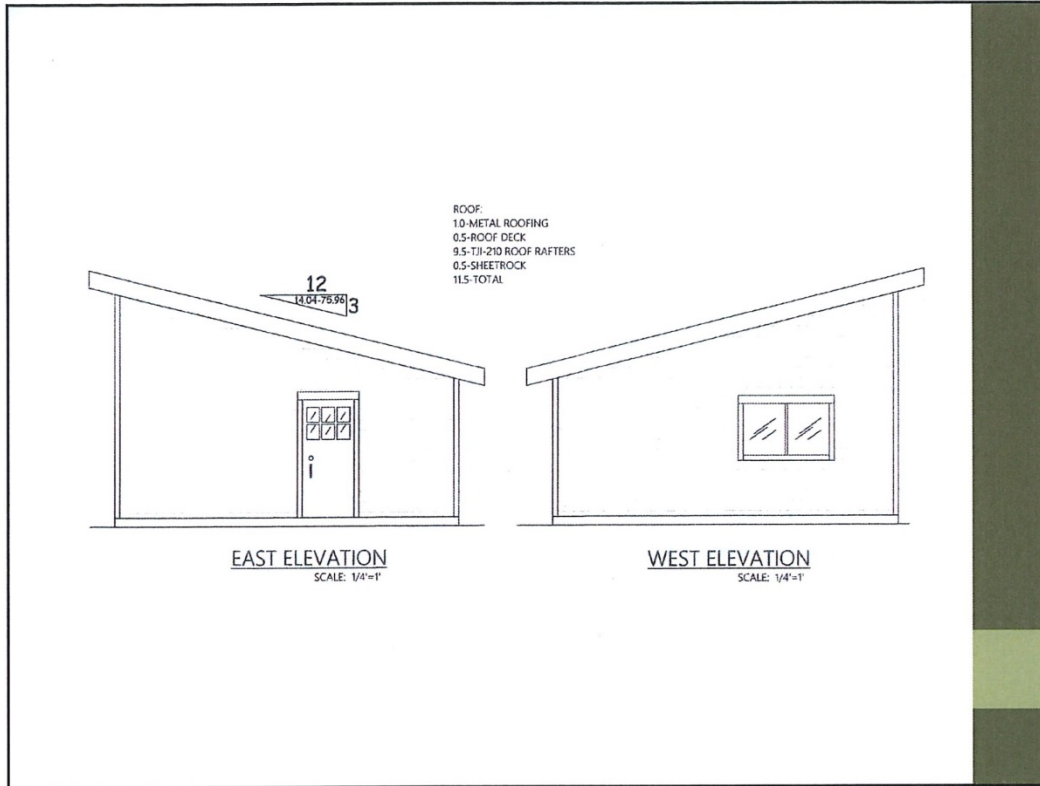 ROOF:
1.0-METAL ROOFING
0.5-ROOF DECK
9.5-TJI-210 ROOF RAFTERS
0.5-SHEETROCK
11.5-TOTAL
12
14.04-75.96
3
EAST ELEVATION
SCALE: 1/4"=1'
WEST ELEVATION
SCALE: 1/4"=1'